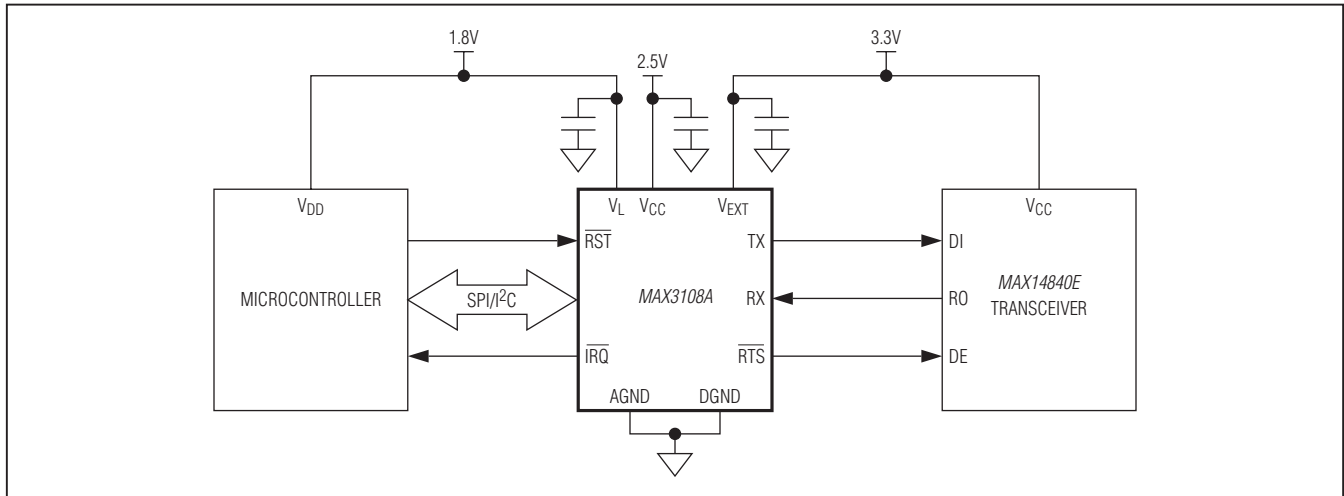 1.8V
2.5V
3.3V
VDD
VL
VCC
VEXT
VCC
RST
TX
DI
MICROCONTROLLER
SPI/I2C
MAX3108A
RX
RO
MAX14840E
TRANSCEIVER
IRQ
RTS
DE
AGND
DGND